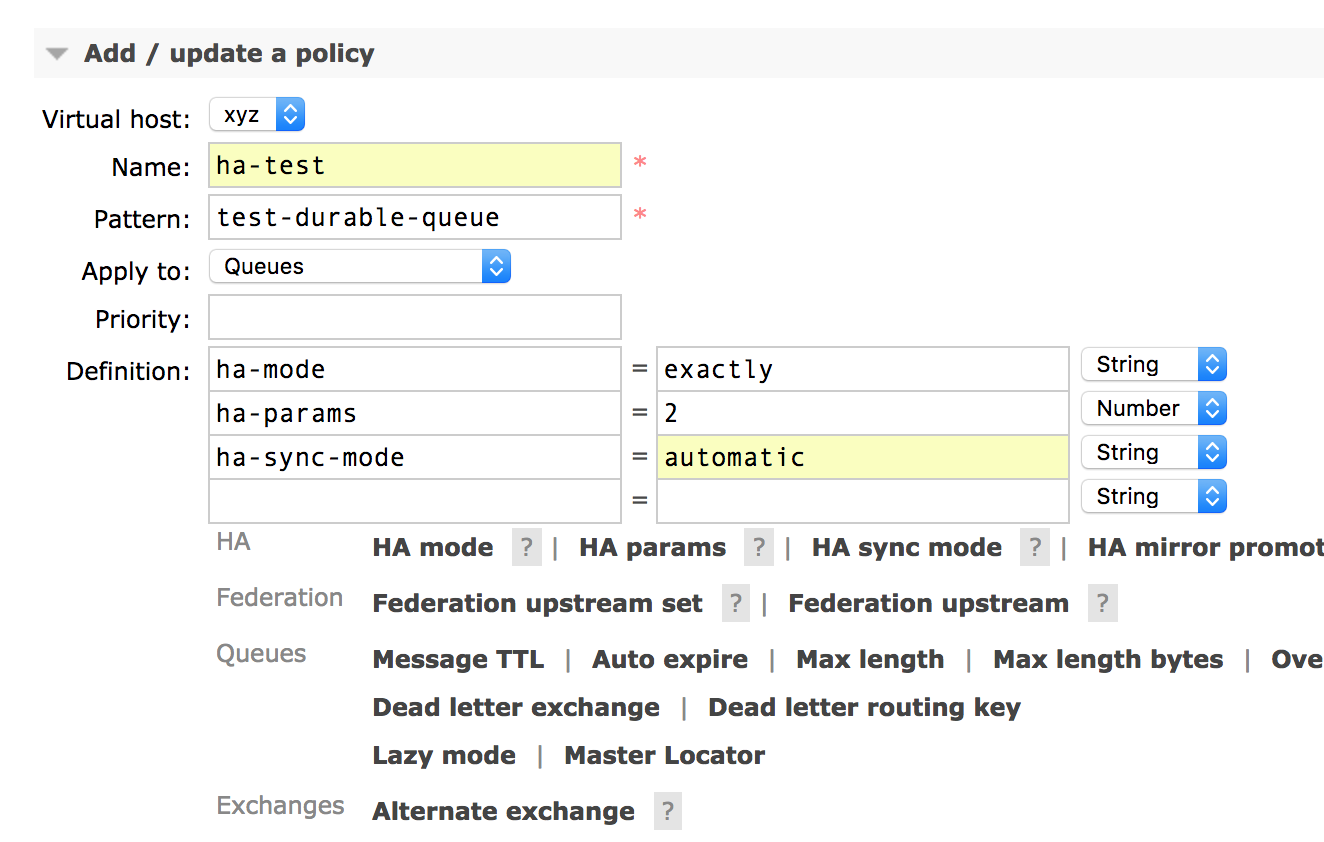 Add / update a policy
Virtual host: xyz
Name: ha-test *
Pattern: test-durable-queue *
Apply to: Queues
Priority:
Definition: ha-mode = exactly String
ha-params = 2 Number
ha-sync-mode = automatic String
= String
HA HA mode ? | HA params ? | HA sync mode ? | HA mirror promot
Federation Federation upstream set ? | Federation upstream ?
Queues Message TTL | Auto expire | Max length | Max length bytes | Ove
Dead letter exchange | Dead letter routing key
Lazy mode | Master Locator
Exchanges Alternate exchange ?